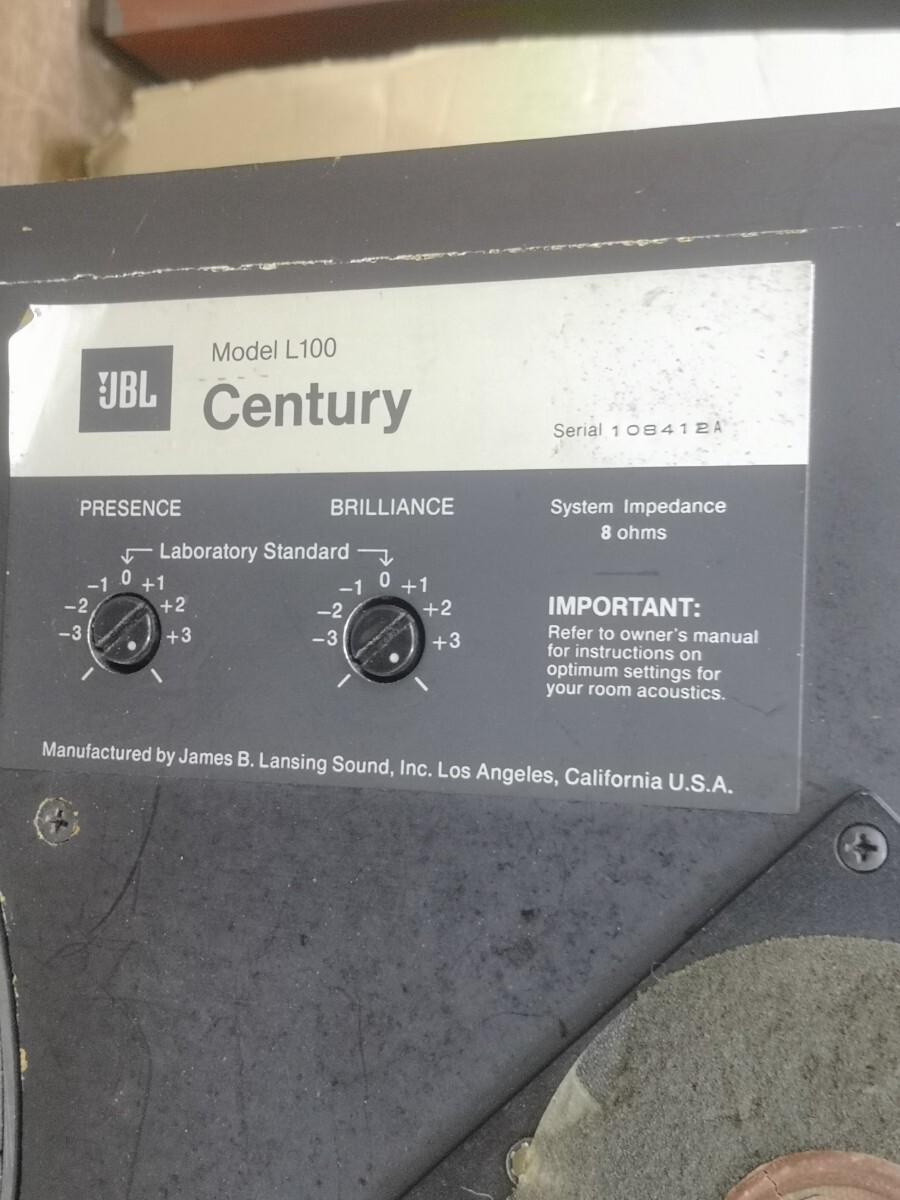 JBL
Model L100
Century
Serial 108412A
PRESENCE
BRILLIANCE
System Impedance
8 ohms
Laboratory Standard
-3 -2 -1 0 +1 +2 +3
-3 -2 -1 0 +1 +2 +3
IMPORTANT:
Refer to owner's manual
for instructions on
optimum settings for
your room acoustics.
Manufactured by James B. Lansing Sound, Inc. Los Angeles, California U.S.A.